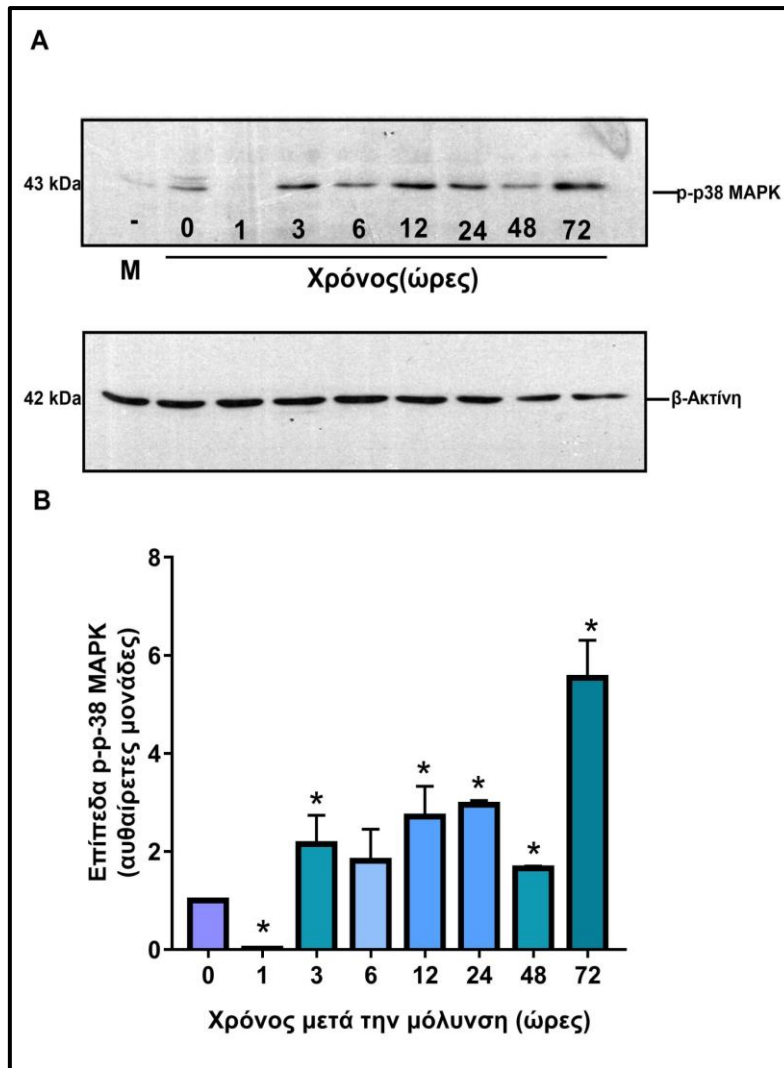 A
43 kDa
p-p38 MAPK
- 0 1 3 6 12 24 48 72
M
Χρόνος(ώρες)
42 kDa
β-Ακτίνη
B
Επίπεδα p-p-38 MAPK
(αυθαίρετες μονάδες)
8
6
4
2
0
* * * * * *
0 1 3 6 12 24 48 72
Χρόνος μετά την μόλυνση (ώρες)